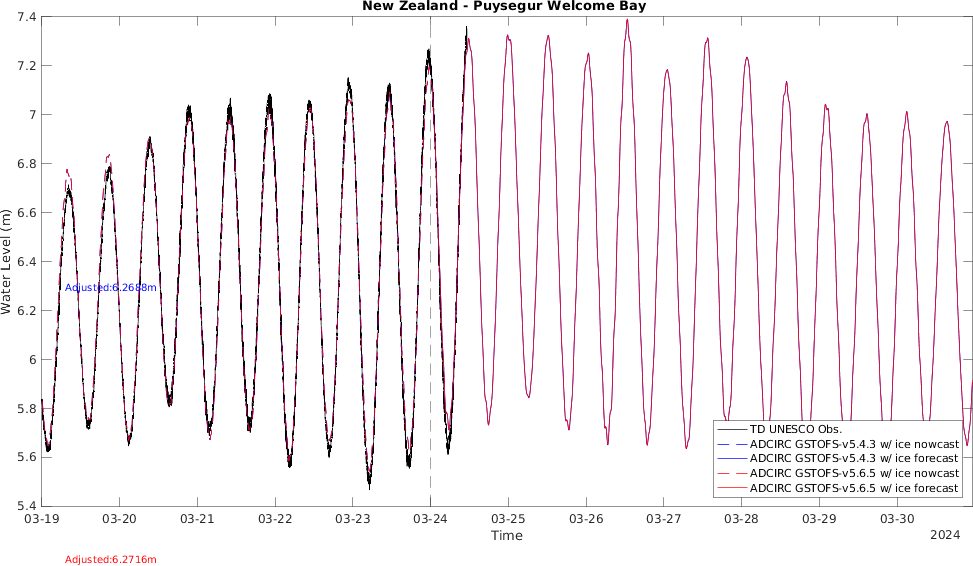 New Zealand - Puysegur Welcome Bay
7.4
7.2
7
6.8
6.6
6.4
6.2
6
5.8
5.6
5.4
Water Level (m)
Adjusted:6.2688m
TD UNESCO Obs.
ADCIRC GSTOFS-v5.4.3 w/ ice nowcast
ADCIRC GSTOFS-v5.4.3 w/ ice forecast
ADCIRC GSTOFS-v5.6.5 w/ ice nowcast
ADCIRC GSTOFS-v5.6.5 w/ ice forecast
03-19 03-20 03-21 03-22 03-23 03-24 03-25 03-26 03-27 03-28 03-29 03-30
Time
2024
Adjusted:6.2716m